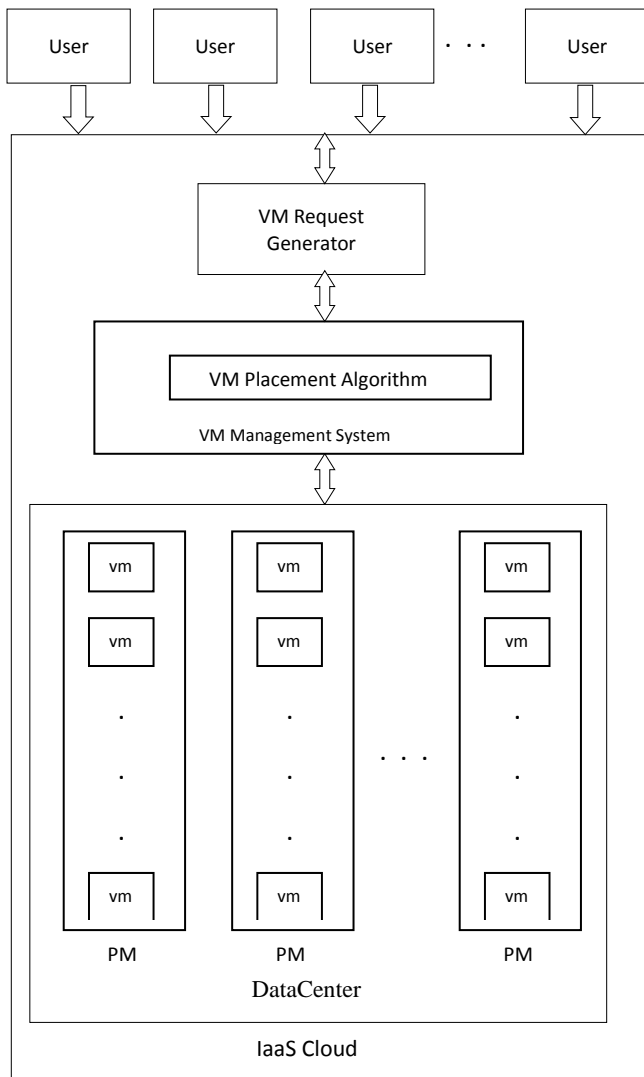 User User User . . . User
VM Request
Generator
VM Placement Algorithm
VM Management System
vm vm vm
vm vm vm
. . .
. . . . . .
. . .
vm vm vm
PM PM PM
DataCenter
IaaS Cloud